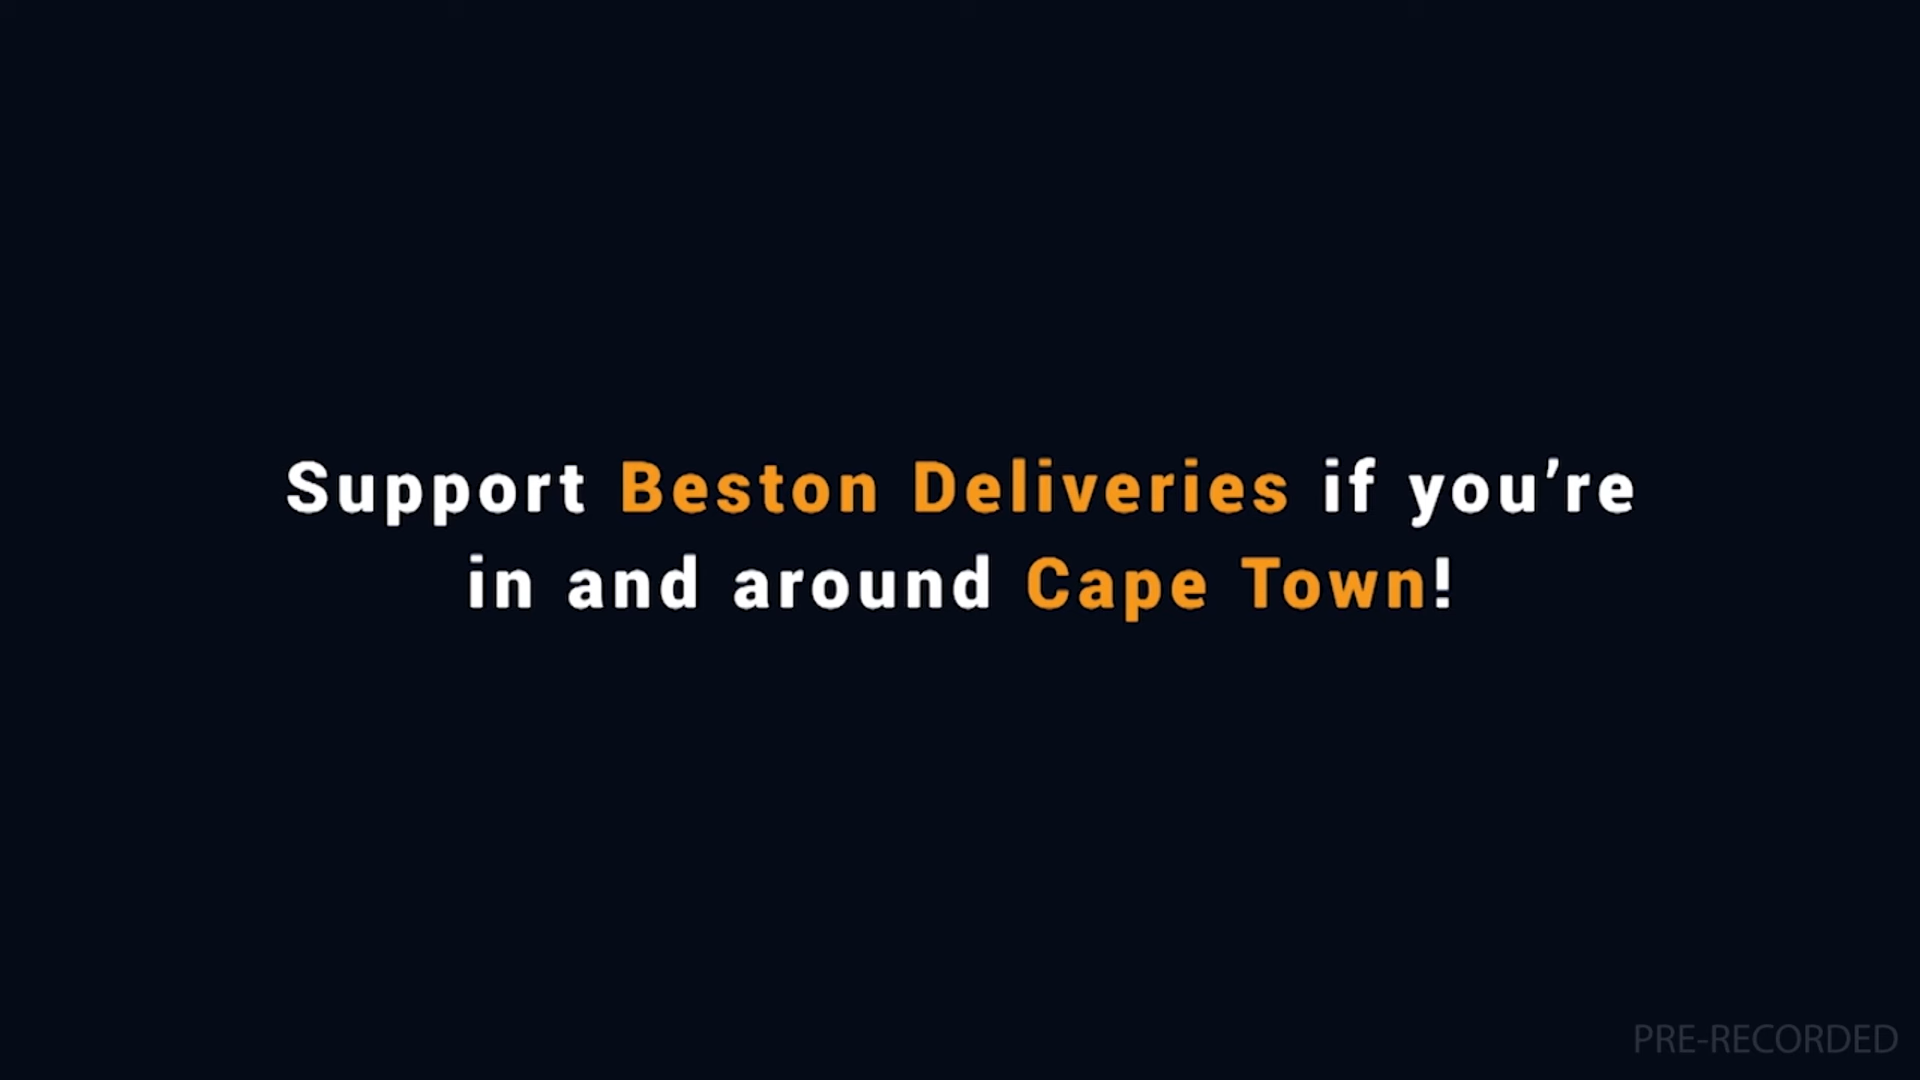 Support Beston Deliveries if you’re
in and around Cape Town!
PRE-RECORDED